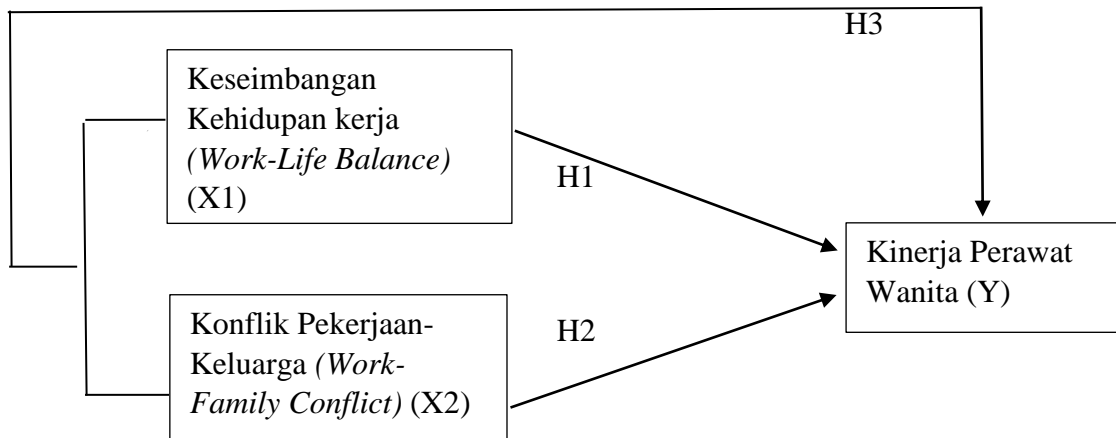 H3
Keseimbangan
Kehidupan kerja
(Work-Life Balance)
(X1)
H1
Kinerja Perawat
Wanita (Y)
Konflik Pekerjaan-
Keluarga (Work-
Family Conflict) (X2)
H2